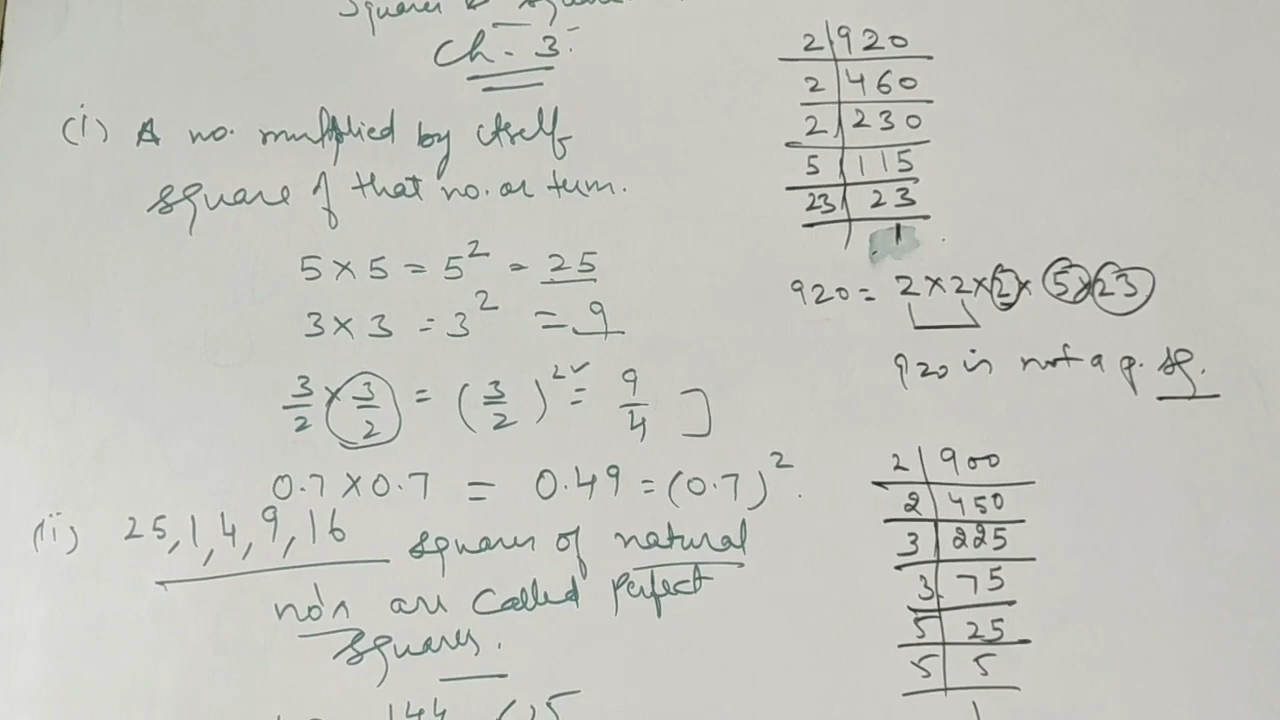 Squares &
Ch - 3:
(i) A no. multiplied by itself
square of that no. or term.
5 × 5 = 5² = 25
3 × 3 = 3² = 9
3/2 × 3/2 = (3/2)² = 9/4 ]
0.7 × 0.7 = 0.49 = (0.7)².
(ii) 25, 1, 4, 9, 16 squares of natural
no's are called Perfect
squares.
144
2 | 920
2 | 460
2 | 230
5 | 115
23 | 23
1
920 = 2 × 2 × 2 × 5 × 23
920 is not a p. sq.
2 | 900
2 | 450
3 | 225
3 | 75
5 | 25
5 | 5
1